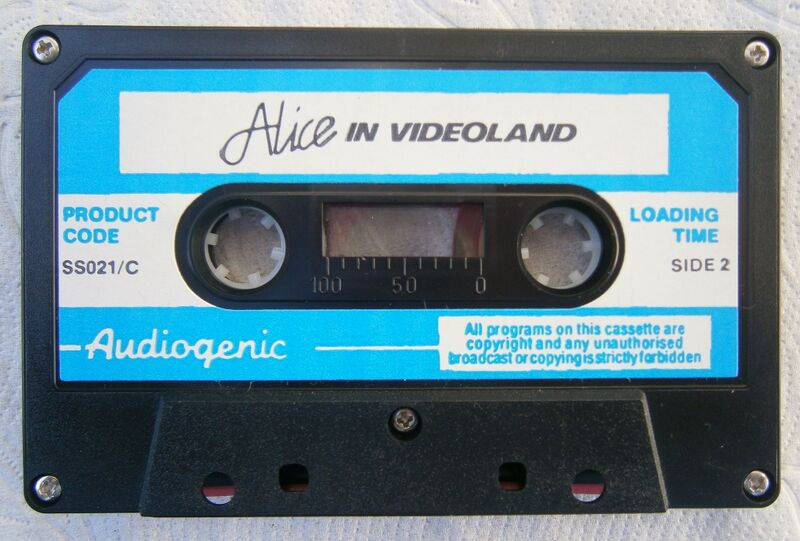 Alice IN VIDEOLAND
PRODUCT
CODE
SS021/C
LOADING
TIME
SIDE 2
100 50 0
Audiogenic
All programs on this cassette are
copyright and any unauthorised
broadcast or copying is strictly forbidden